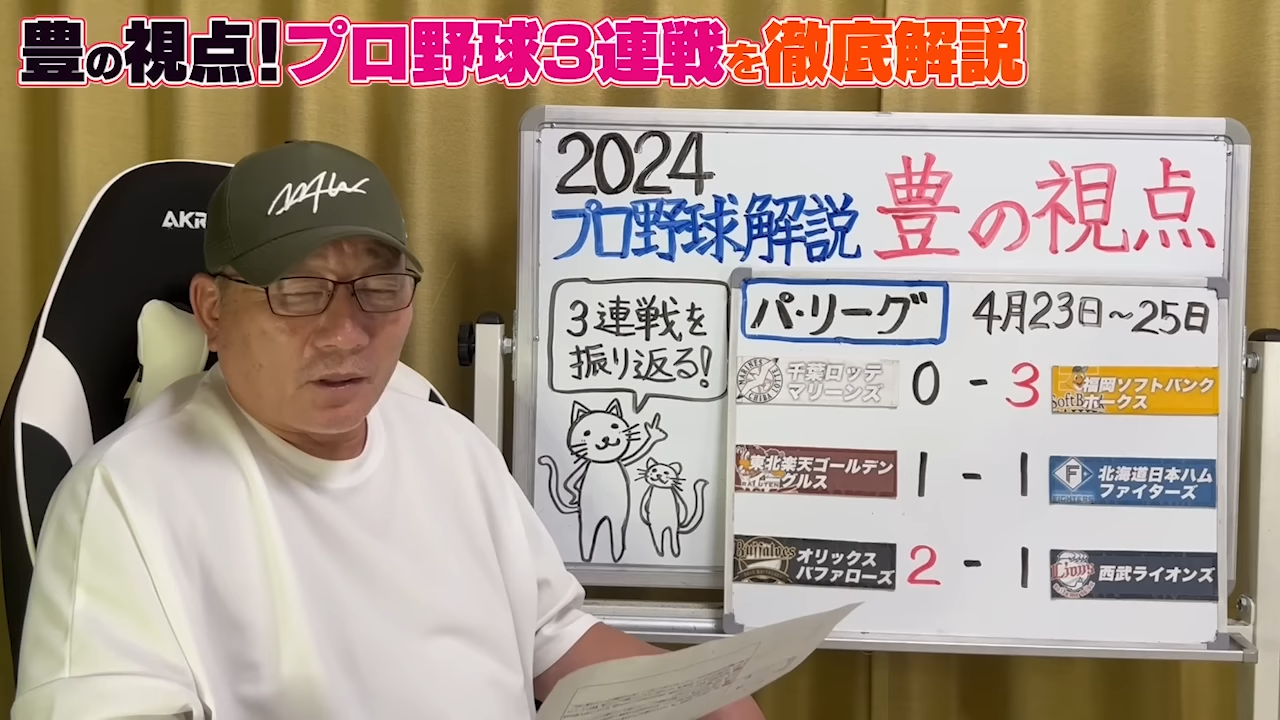 豊の視点!プロ野球3連戦を徹底解説
2024
プロ野球解説 豊の視点
3連戦を
振り返る!
パ・リーグ 4月23日~25日
千葉ロッテ
マリーンズ
0 - 3
福岡ソフトバンク
ホークス
東北楽天ゴールデン
グルス
1 - 1
北海道日本ハム
ファイターズ
FIGHTERS
Buffaloes
オリックス
バファローズ
2 - 1
Lions
西武ライオンズ